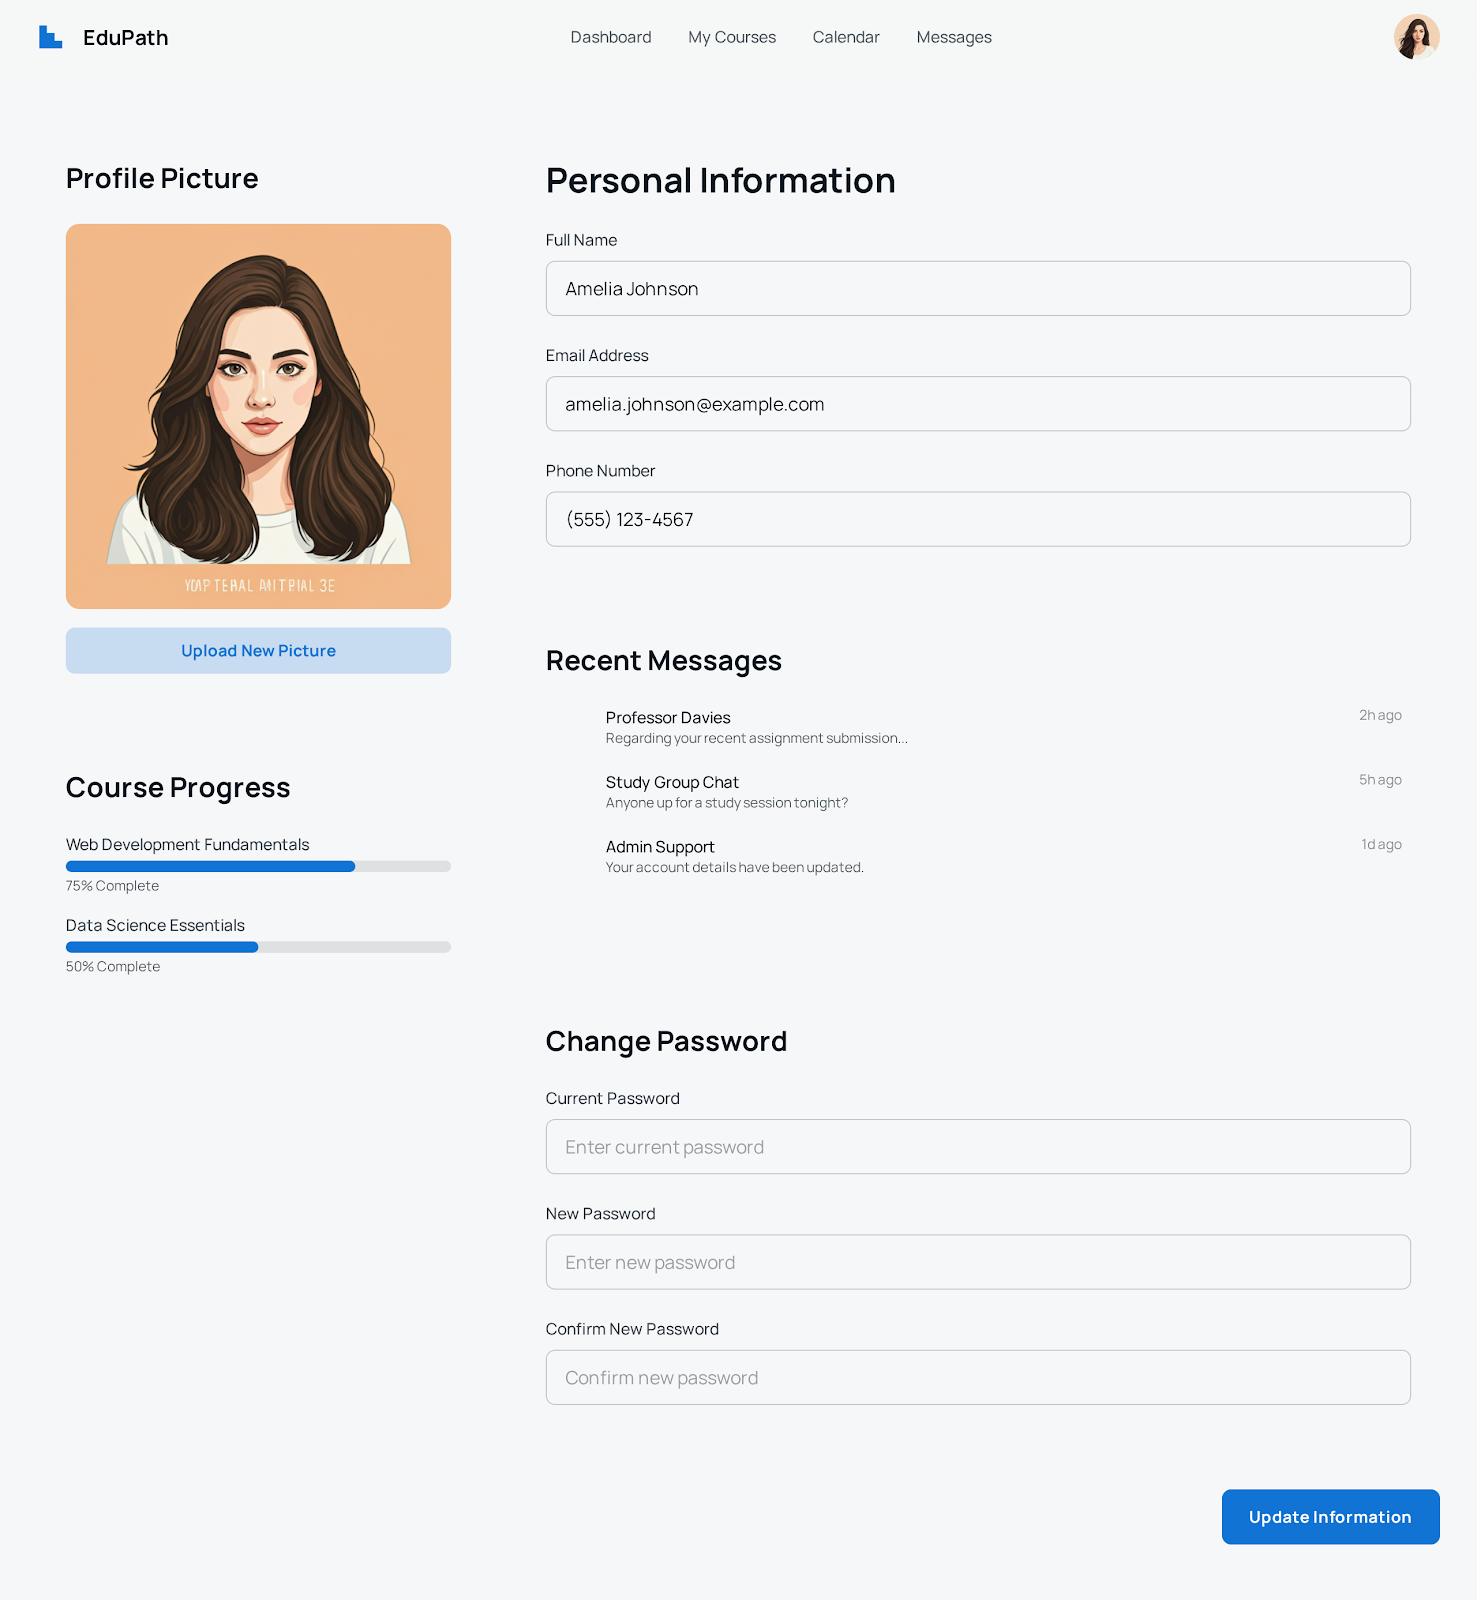 EduPath
Dashboard
My Courses
Calendar
Messages
Profile Picture
Upload New Picture
Course Progress
Web Development Fundamentals
75% Complete
Data Science Essentials
50% Complete
Personal Information
Full Name
Amelia Johnson
Email Address
amelia.johnson@example.com
Phone Number
(555) 123-4567
Recent Messages
Professor Davies
2h ago
Regarding your recent assignment submission...
Study Group Chat
5h ago
Anyone up for a study session tonight?
Admin Support
1d ago
Your account details have been updated.
Change Password
Current Password
Enter current password
New Password
Enter new password
Confirm New Password
Confirm new password
Update Information